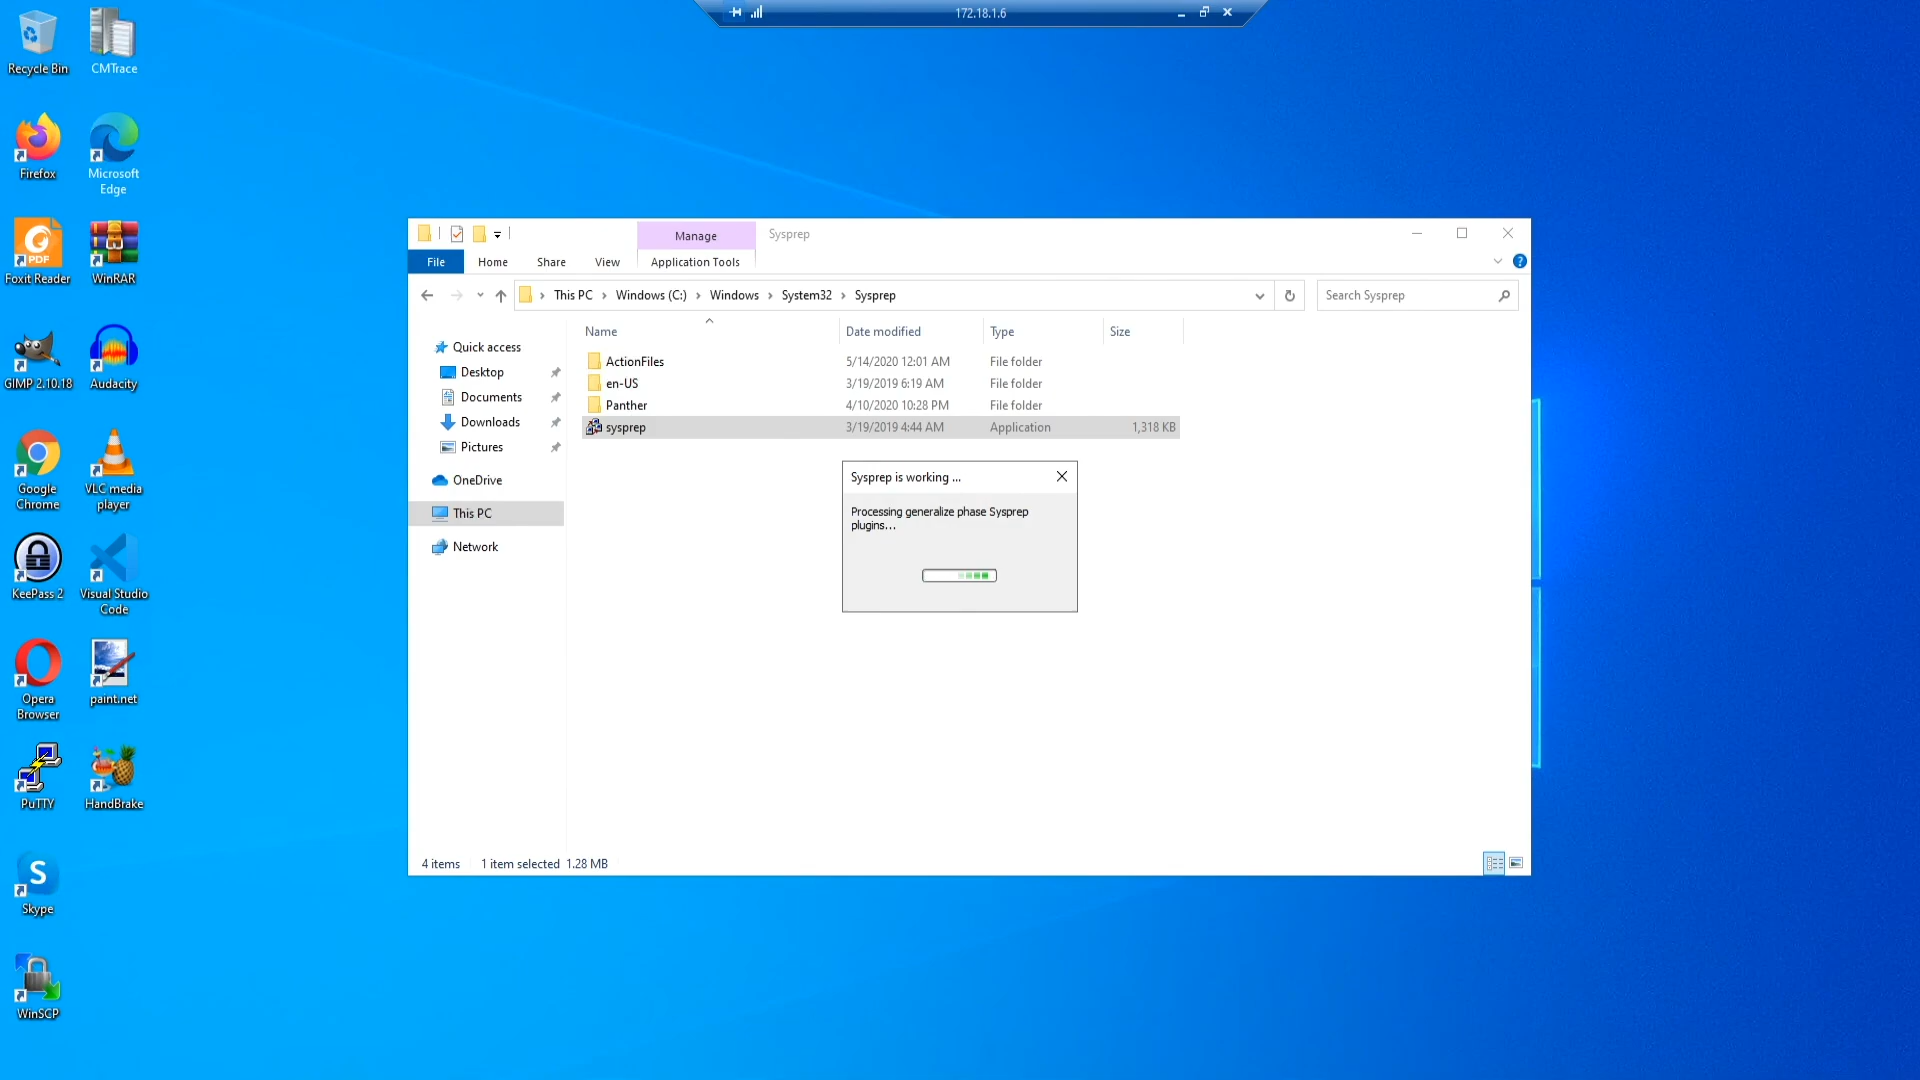 172.18.1.6
Recycle Bin
CMTrace
Firefox
Microsoft
Edge
PDF
Foxit Reader
WinRAR
GIMP 2.10.18
Audacity
Google
Chrome
VLC media
player
KeePass 2
Visual Studio
Code
Opera
Browser
paint.net
PuTTY
HandBrake
S
Skype
WinSCP
Manage
Sysprep
File
Home
Share
View
Application Tools
?
This PC > Windows (C:) > Windows > System32 > Sysprep
Search Sysprep
Quick access
Desktop
Documents
Downloads
Pictures
OneDrive
This PC
Network
Name Date modified Type Size
ActionFiles 5/14/2020 12:01 AM File folder
en-US 3/19/2019 6:19 AM File folder
Panther 4/10/2020 10:28 PM File folder
sysprep 3/19/2019 4:44 AM Application 1,318 KB
Sysprep is working ...
Processing generalize phase Sysprep
plugins...
4 items 1 item selected 1.28 MB